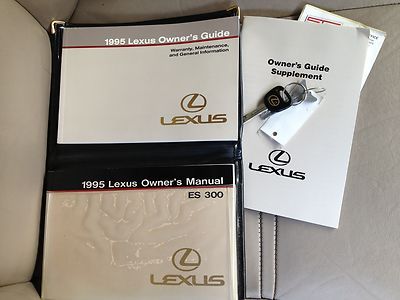 1995 Lexus Owner's Guide
Warranty, Maintenance,
and General Information
LEXUS
1995 Lexus Owner's Manual
ES 300
LEXUS
Owner's Guide
Supplement
LEXUS